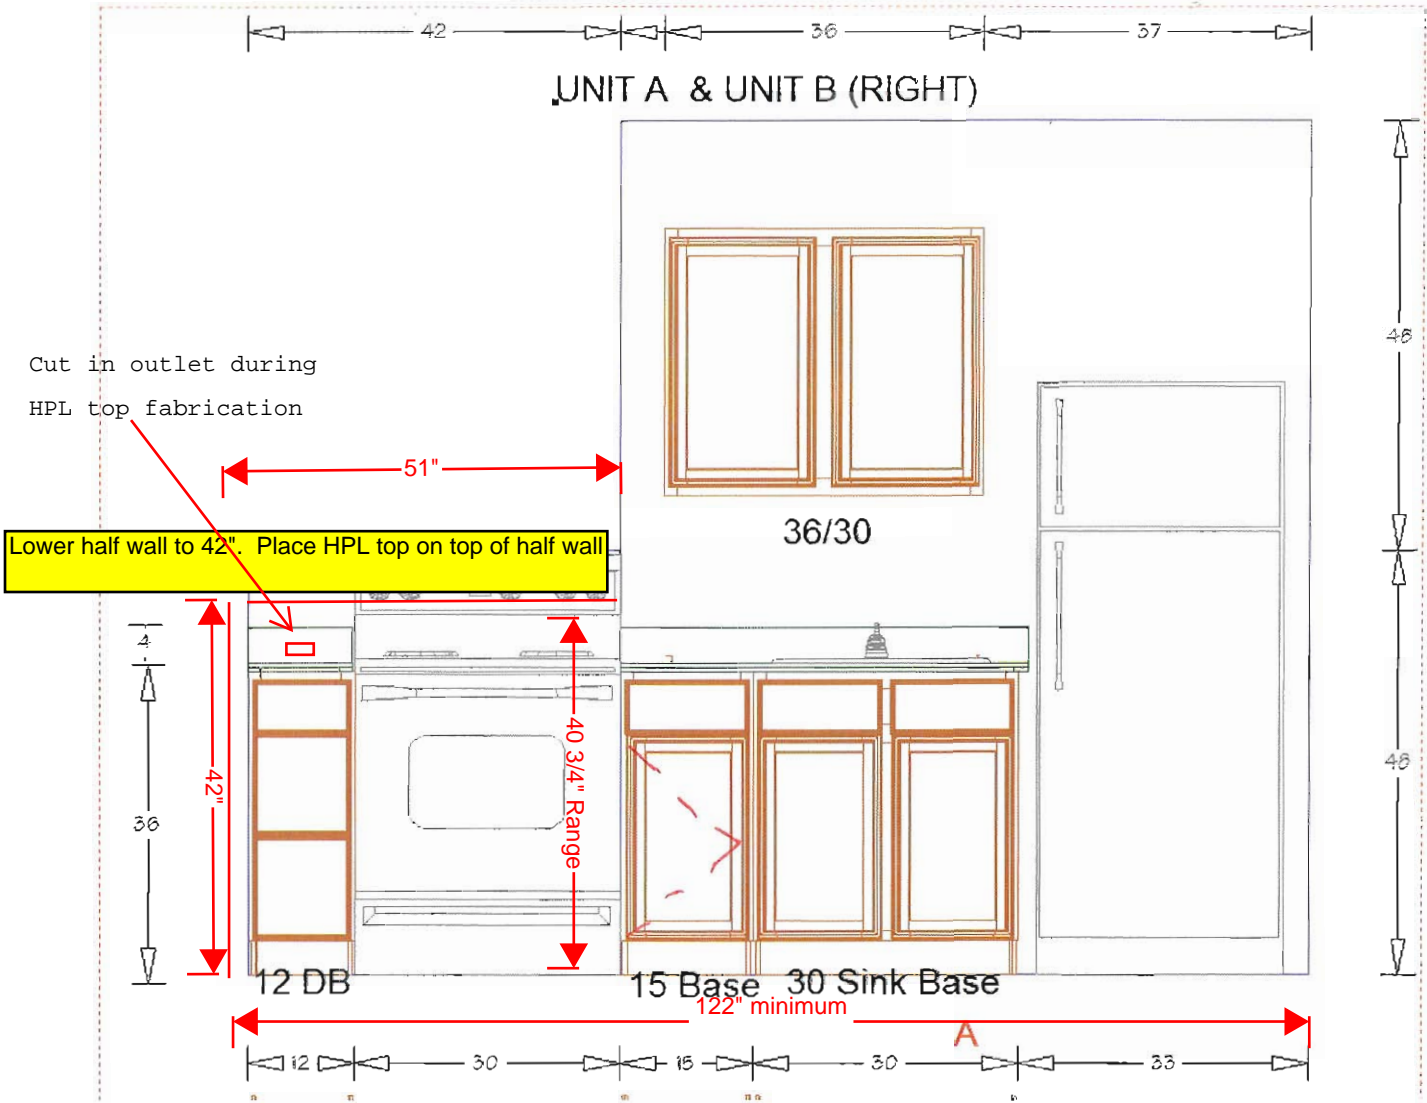 42 36 37
UNIT A & UNIT B (RIGHT)
48
Cut in outlet during
HPL top fabrication
51"
Lower half wall to 42". Place HPL top on top of half wall
36/30
4
36
42"
40 3/4" Range
48
12 DB 15 Base 30 Sink Base
122" minimum
A
12 30 15 30 33